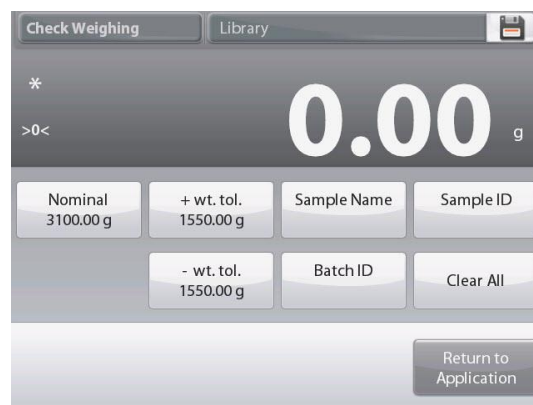 Check Weighing
Library
*
>0<
0.00 g
Nominal
3100.00 g
+ wt. tol.
1550.00 g
Sample Name
Sample ID
- wt. tol.
1550.00 g
Batch ID
Clear All
Return to
Application